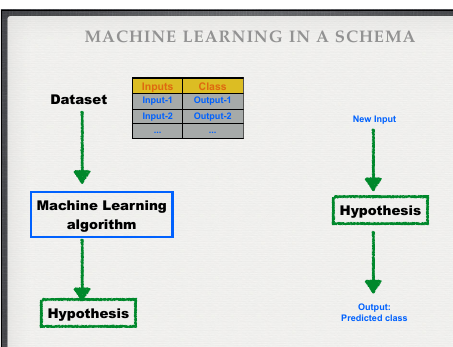 MACHINE LEARNING IN A SCHEMA
Dataset
Inputs Class
Input-1 Output-1
Input-2 Output-2
... ...
Machine Learning
algorithm
Hypothesis
New Input
Hypothesis
Output:
Predicted class